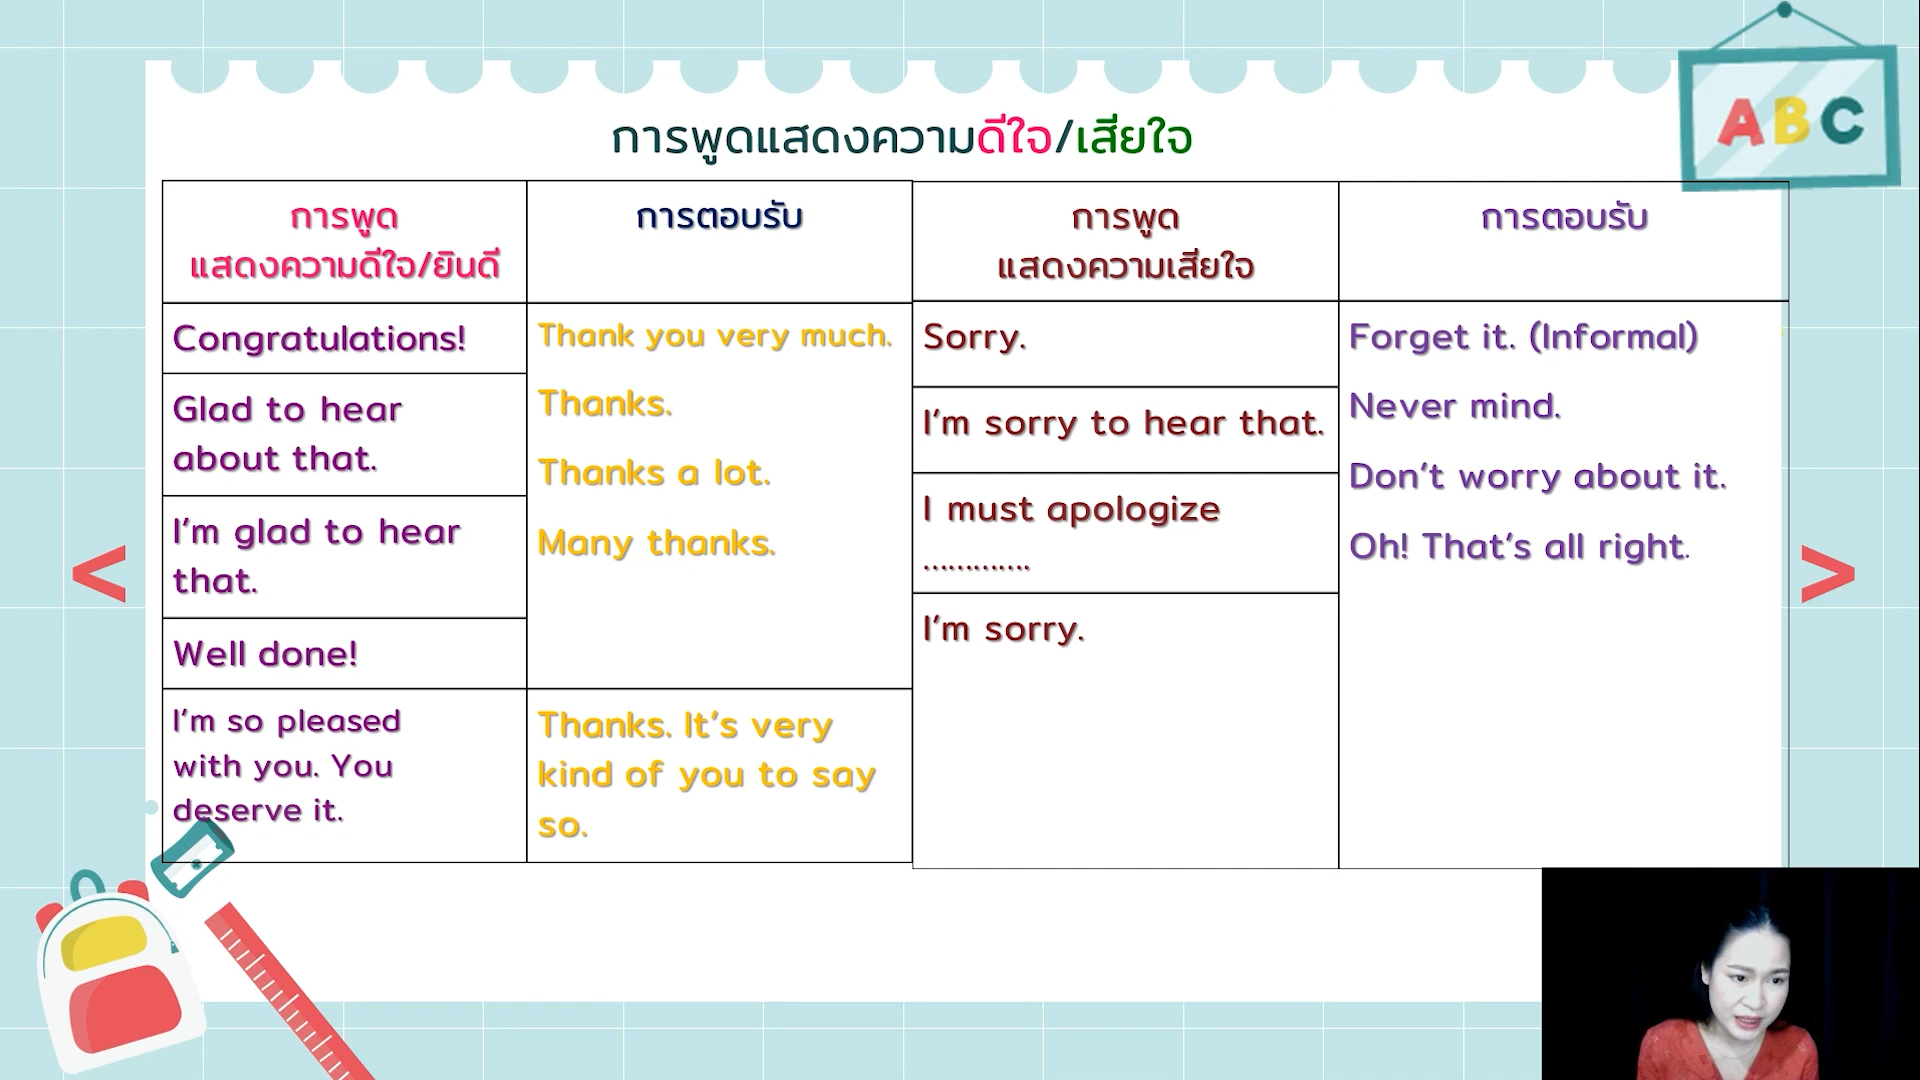 ABC
การพูดแสดงความดีใจ/เสียใจ
การพูด
แสดงความดีใจ/ยินดี
การตอบรับ
การพูด
แสดงความเสียใจ
การตอบรับ
Congratulations!
Glad to hear
about that.
I'm glad to hear
that.
Well done!
Thank you very much.
Thanks.
Thanks a lot.
Many thanks.
I'm so pleased
with you. You
deserve it.
Thanks. It's very
kind of you to say
so.
Sorry.
I'm sorry to hear that.
I must apologize
.............
I'm sorry.
Forget it. (Informal)
Never mind.
Don't worry about it.
Oh! That's all right.
<
>